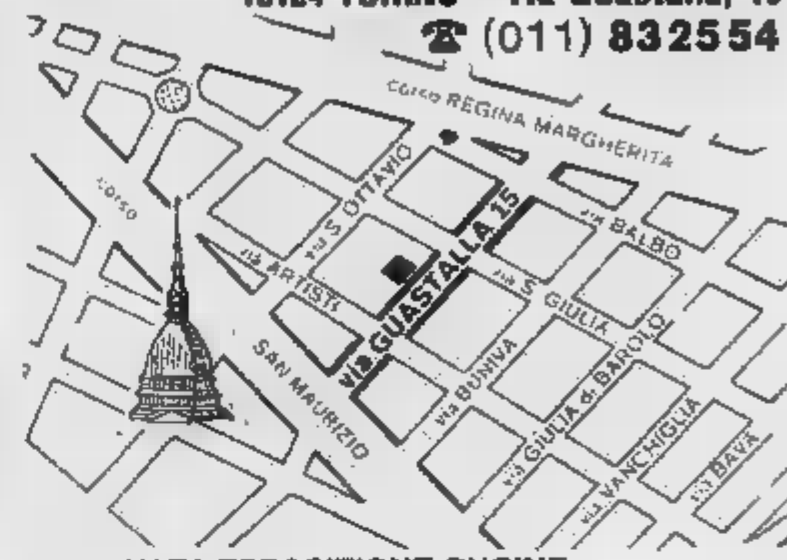 ☎ (011) 832554
Corso REGINA MARGHERITA
via S. OTTAVIO
corso
via GUASTALLA 15
via BALBO
via ARTISTI
via S. GIULIA
SAN MAURIZIO
via BUNIVA
via GIULIA di BAROLO
via VANCHIGLIA
via BAVA